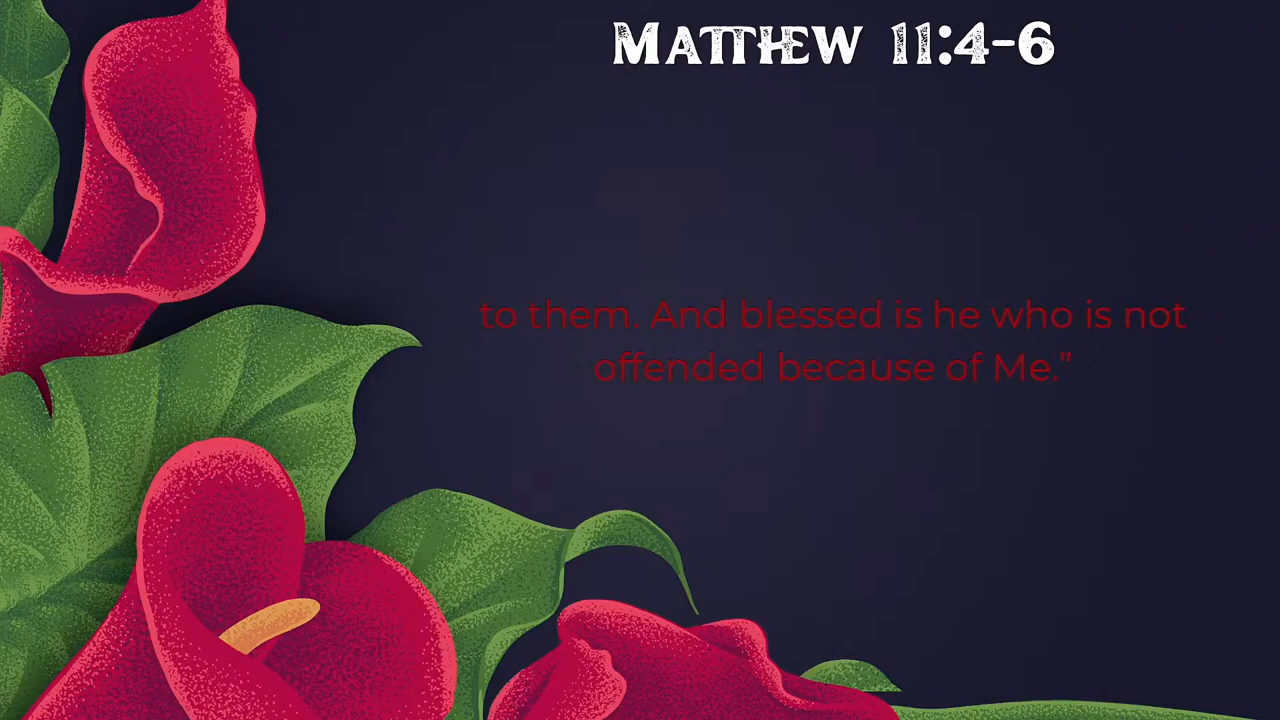 Matthew 11:4-6
to them. And blessed is he who is not
offended because of Me.”